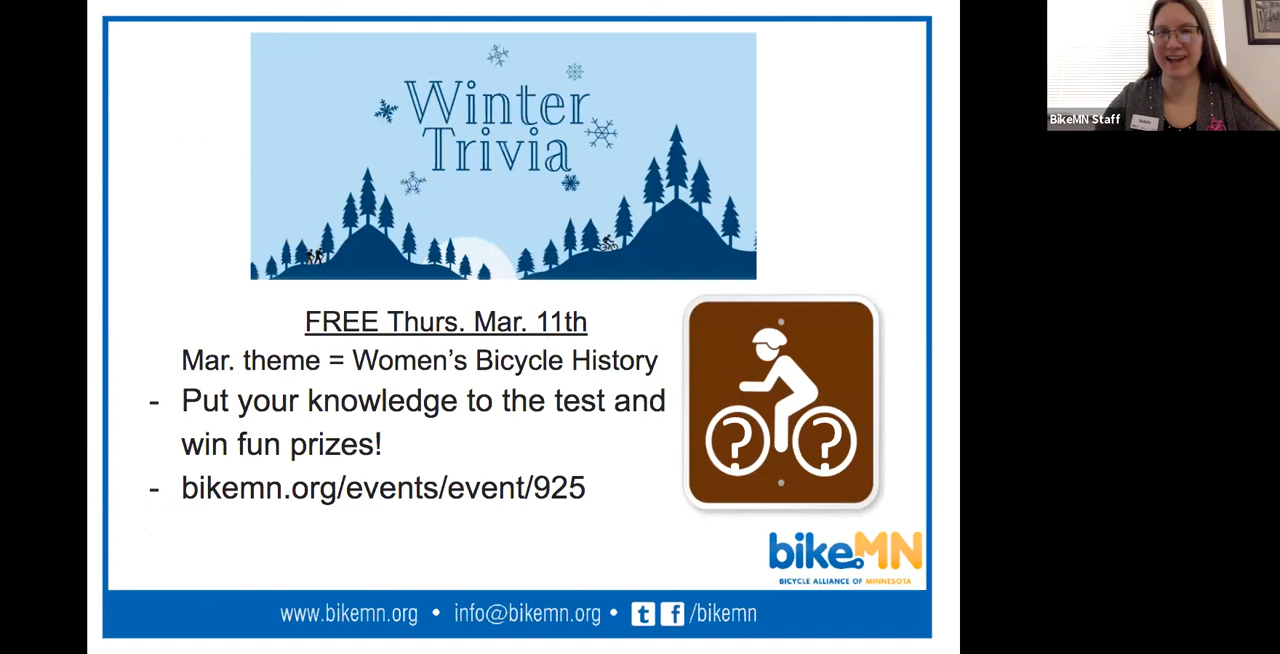 Winter
Trivia
FREE Thurs. Mar. 11th
Mar. theme = Women's Bicycle History
- Put your knowledge to the test and
win fun prizes!
- bikemn.org/events/event/925
? ?
bikeMN
BICYCLE ALLIANCE OF MINNESOTA
www.bikemn.org • info@bikemn.org • t f /bikemn
BikeMN Staff